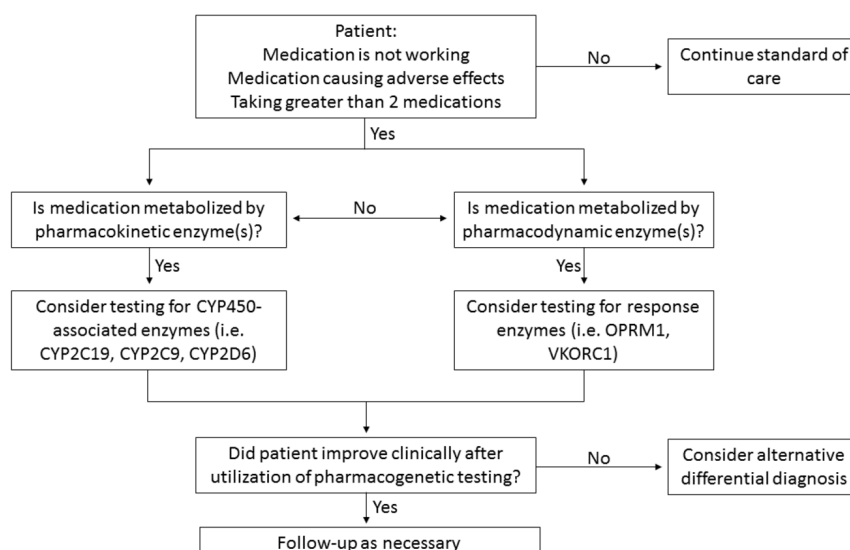 Patient:
Medication is not working
Medication causing adverse effects
Taking greater than 2 medications
No
Continue standard of
care
Yes
Is medication metabolized by
pharmacokinetic enzyme(s)?
No
Is medication metabolized by
pharmacodynamic enzyme(s)?
Yes
Yes
Consider testing for CYP450-
associated enzymes (i.e.
CYP2C19, CYP2C9, CYP2D6)
Consider testing for response
enzymes (i.e. OPRM1,
VKORC1)
Did patient improve clinically after
utilization of pharmacogenetic testing?
No
Consider alternative
differential diagnosis
Yes
Follow-up as necessary